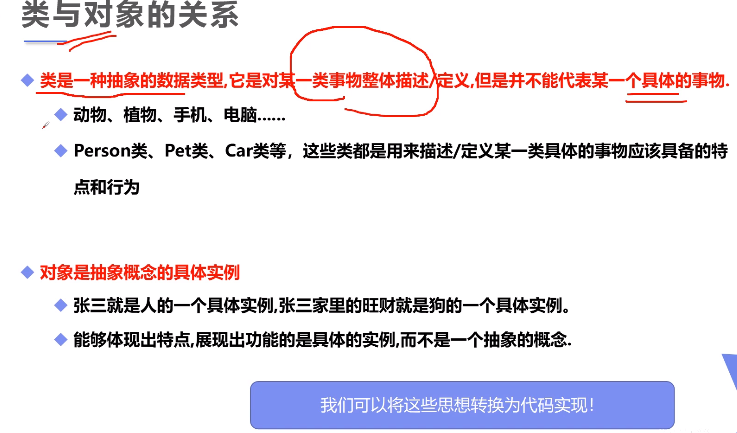 类与对象的关系
类是一种抽象的数据类型,它是对某一类事物整体描述/定义,但是并不能代表某一个具体的事物.
动物、植物、手机、电脑......
Person类、Pet类、Car类等，这些类都是用来描述/定义某一类具体的事物应该具备的特
点和行为
对象是抽象概念的具体实例
张三就是人的一个具体实例,张三家里的旺财就是狗的一个具体实例。
能够体现出特点,展现出功能的是具体的实例,而不是一个抽象的概念.
我们可以将这些思想转换为代码实现！